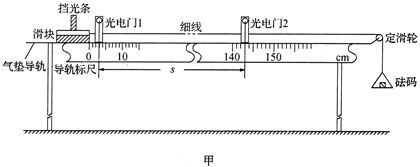 挡光条
光电门1
细线
光电门2
滑块
定滑轮
气垫导轨
导轨标尺
0 10
140 150
cm
s
砝码
甲